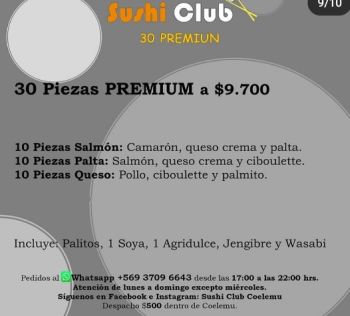 9/10
Sushi Club
30 PREMIUN
30 Piezas PREMIUM a $9.700
10 Piezas Salmón: Camarón, queso crema y palta.
10 Piezas Palta: Salmón, queso crema y ciboulette.
10 Piezas Queso: Pollo, ciboulette y palmito.
Incluye: Palitos, 1 Soya, 1 Agridulce, Jengibre y Wasabi
Pedidos al Whatsapp +569 3709 6643 desde las 17:00 a las 22:00 hrs.
Atención de lunes a domingo excepto miércoles.
Síguenos en Facebook e Instagram: Sushi Club Coelemu
Despacho $500 dentro de Coelemu.